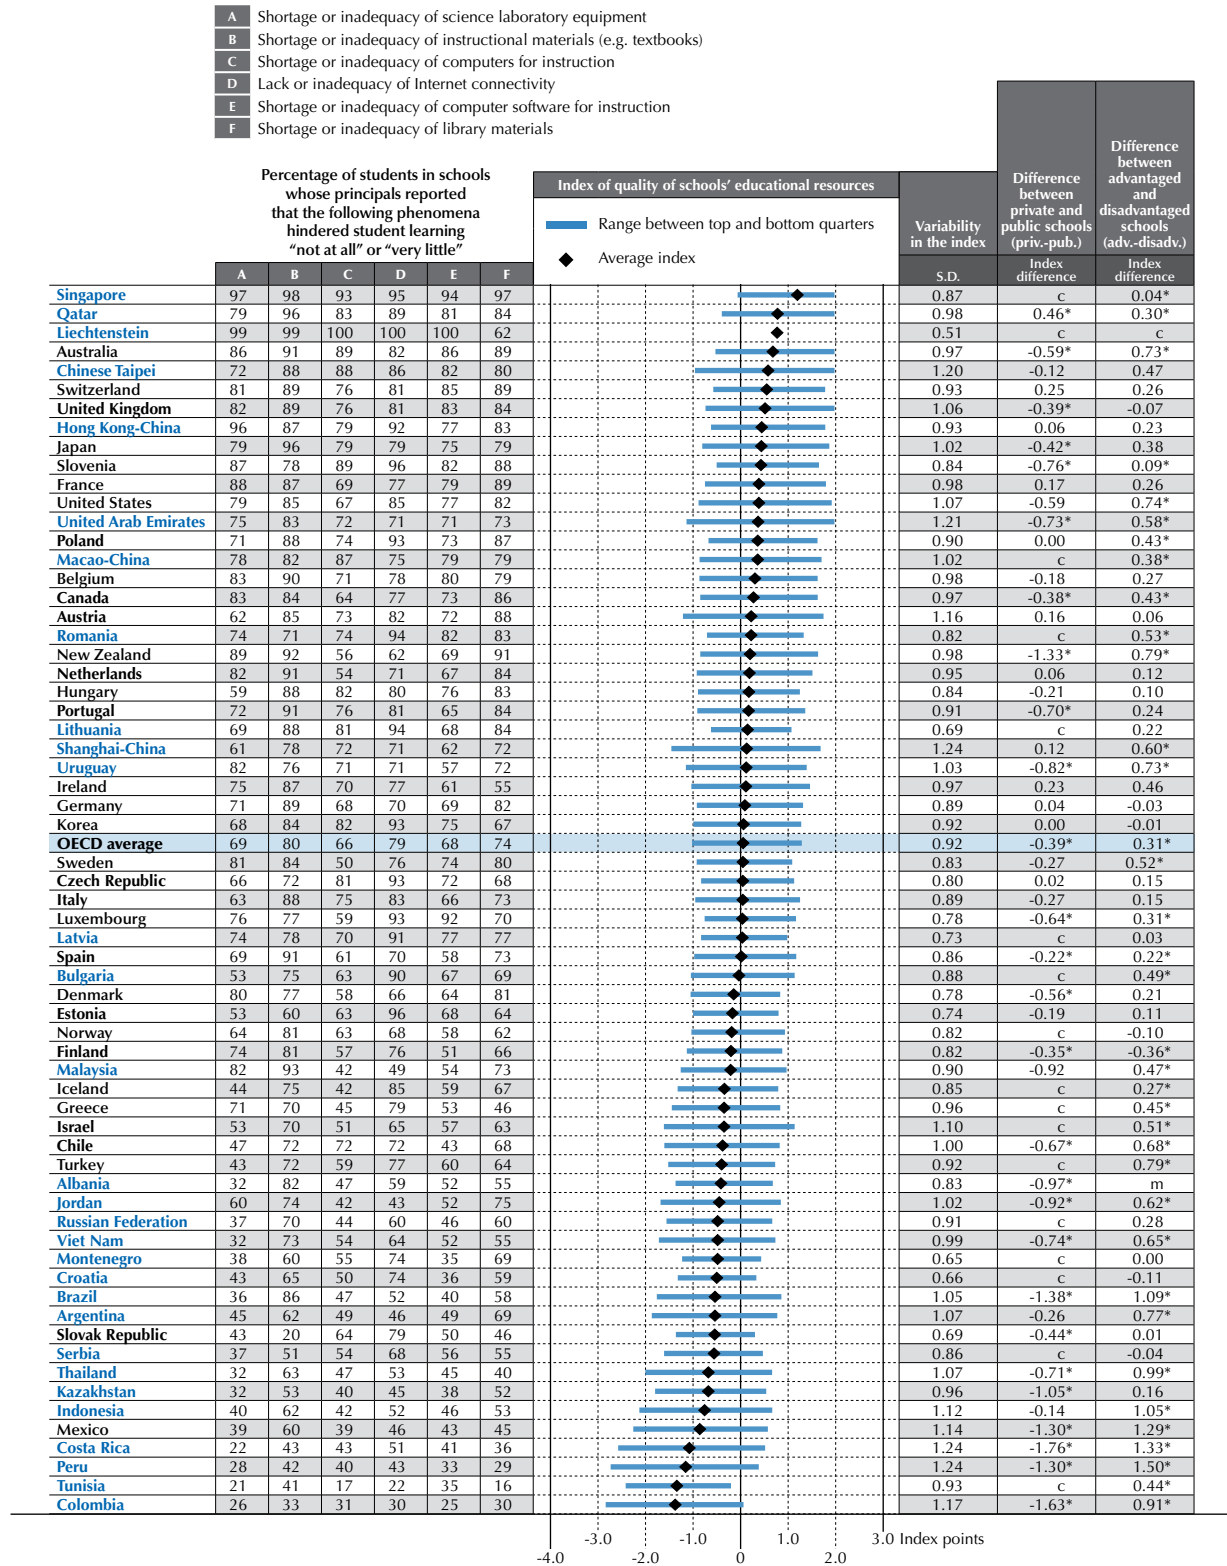 A Shortage or inadequacy of science laboratory equipment
B Shortage or inadequacy of instructional materials (e.g. textbooks)
C Shortage or inadequacy of computers for instruction
D Lack or inadequacy of Internet connectivity
E Shortage or inadequacy of computer software for instruction
F Shortage or inadequacy of library materials
Percentage of students in schools
whose principals reported
that the following phenomena
hindered student learning
“not at all” or “very little”
Index of quality of schools’ educational resources
Range between top and bottom quarters
Average index
Variability
in the index
Difference
between
private and
public schools
(priv.-pub.)
Difference
between
advantaged
and
disadvantaged
schools
(adv.-disadv.)
A B C D E F S.D. Index difference Index difference
Singapore 97 98 93 95 94 97 0.87 c 0.04*
Qatar 79 96 83 89 81 84 0.98 0.46* 0.30*
Liechtenstein 99 99 100 100 100 62 0.51 c c
Australia 86 91 89 82 86 89 0.97 -0.59* 0.73*
Chinese Taipei 72 88 88 86 82 80 1.20 -0.12 0.47
Switzerland 81 89 76 81 85 89 0.93 0.25 0.26
United Kingdom 82 89 76 81 83 84 1.06 -0.39* -0.07
Hong Kong-China 96 87 79 92 77 83 0.93 0.06 0.23
Japan 79 96 79 79 75 79 1.02 -0.42* 0.38
Slovenia 87 78 89 96 82 88 0.84 -0.76* 0.09*
France 88 87 69 77 79 89 0.98 0.17 0.26
United States 79 85 67 85 77 82 1.07 -0.59 0.74*
United Arab Emirates 75 83 72 71 71 73 1.21 -0.73* 0.58*
Poland 71 88 74 93 73 87 0.90 0.00 0.43*
Macao-China 78 82 87 75 79 79 1.02 c 0.38*
Belgium 83 90 71 78 80 79 0.98 -0.18 0.27
Canada 83 84 64 77 73 86 0.97 -0.38* 0.43*
Austria 62 85 73 82 72 88 1.16 0.16 0.06
Romania 74 71 74 94 82 83 0.82 c 0.53*
New Zealand 89 92 56 62 69 91 0.98 -1.33* 0.79*
Netherlands 82 91 54 71 67 84 0.95 0.06 0.12
Hungary 59 88 82 80 76 83 0.84 -0.21 0.10
Portugal 72 91 76 81 65 84 0.91 -0.70* 0.24
Lithuania 69 88 81 94 68 84 0.69 c 0.22
Shanghai-China 61 78 72 71 62 72 1.24 0.12 0.60*
Uruguay 82 76 71 71 57 72 1.03 -0.82* 0.73*
Ireland 75 87 70 77 61 55 0.97 0.23 0.46
Germany 71 89 68 70 69 82 0.89 0.04 -0.03
Korea 68 84 82 93 75 67 0.92 0.00 -0.01
OECD average 69 80 66 79 68 74 0.92 -0.39* 0.31*
Sweden 81 84 50 76 74 80 0.83 -0.27 0.52*
Czech Republic 66 72 81 93 72 68 0.80 0.02 0.15
Italy 63 88 75 83 66 73 0.89 -0.27 0.15
Luxembourg 76 77 59 93 92 70 0.78 -0.64* 0.31*
Latvia 74 78 70 91 77 77 0.73 c 0.03
Spain 69 91 61 70 58 73 0.86 -0.22* 0.22*
Bulgaria 53 75 63 90 67 69 0.88 c 0.49*
Denmark 80 77 58 66 64 81 0.78 -0.56* 0.21
Estonia 53 60 63 96 68 64 0.74 -0.19 0.11
Norway 64 81 63 68 58 62 0.82 c -0.10
Finland 74 81 57 76 51 66 0.82 -0.35* -0.36*
Malaysia 82 93 42 49 54 73 0.90 -0.92 0.47*
Iceland 44 75 42 85 59 67 0.85 c 0.27*
Greece 71 70 45 79 53 46 0.96 c 0.45*
Israel 53 70 51 65 57 63 1.10 c 0.51*
Chile 47 72 72 72 43 68 1.00 -0.67* 0.68*
Turkey 43 72 59 77 60 64 0.92 c 0.79*
Albania 32 82 47 59 52 55 0.83 -0.97* m
Jordan 60 74 42 43 52 75 1.02 -0.92* 0.62*
Russian Federation 37 70 44 60 46 60 0.91 c 0.28
Viet Nam 32 73 54 64 52 55 0.99 -0.74* 0.65*
Montenegro 38 60 55 74 35 69 0.65 c 0.00
Croatia 43 65 50 74 36 59 0.66 c -0.11
Brazil 36 86 47 52 40 58 1.05 -1.38* 1.09*
Argentina 45 62 49 46 49 69 1.07 -0.26 0.77*
Slovak Republic 43 20 64 79 50 46 0.69 -0.44* 0.01
Serbia 37 51 54 68 56 55 0.86 c -0.04
Thailand 32 63 47 53 45 40 1.07 -0.71* 0.99*
Kazakhstan 32 53 40 45 38 52 0.96 -1.05* 0.16
Indonesia 40 62 42 52 46 53 1.12 -0.14 1.05*
Mexico 39 60 39 46 43 45 1.14 -1.30* 1.29*
Costa Rica 22 43 43 51 41 36 1.24 -1.76* 1.33*
Peru 28 42 40 43 33 29 1.24 -1.30* 1.50*
Tunisia 21 41 17 22 35 16 0.93 c 0.44*
Colombia 26 33 31 30 25 30 1.17 -1.63* 0.91*
-3.0 -1.0 1.0 3.0 Index points
-4.0 -2.0 0 2.0